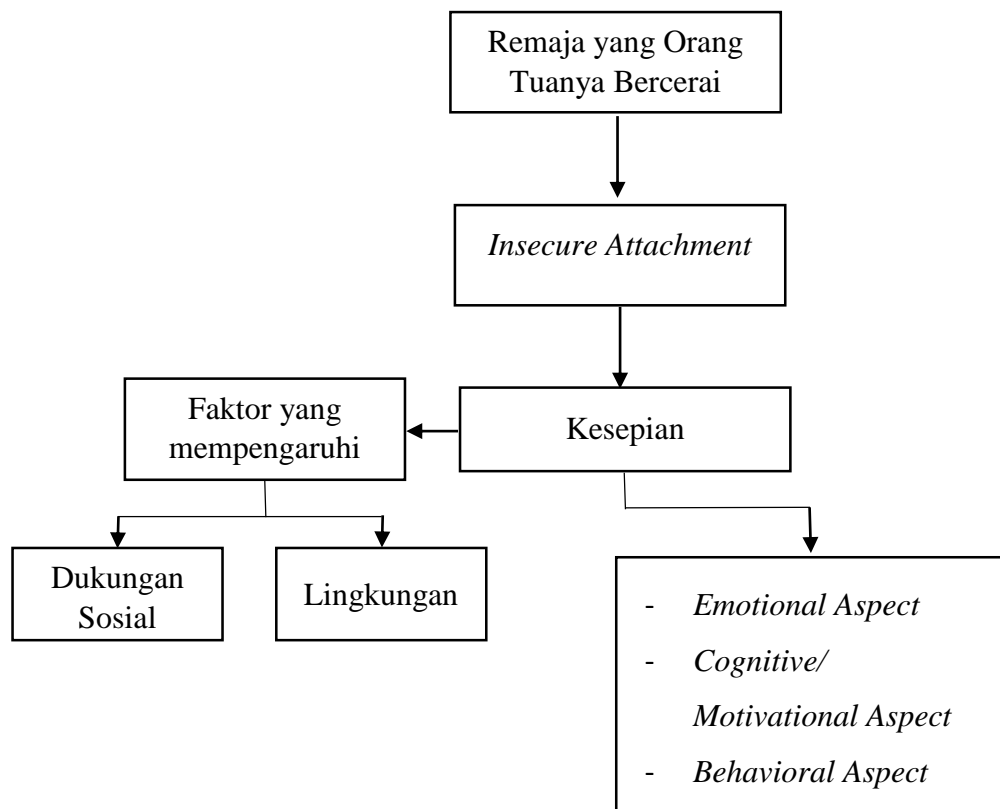 Remaja yang Orang
Tuanya Bercerai
Insecure Attachment
Faktor yang
mempengaruhi
Kesepian
Dukungan
Sosial
Lingkungan
- Emotional Aspect
- Cognitive/
Motivational Aspect
- Behavioral Aspect